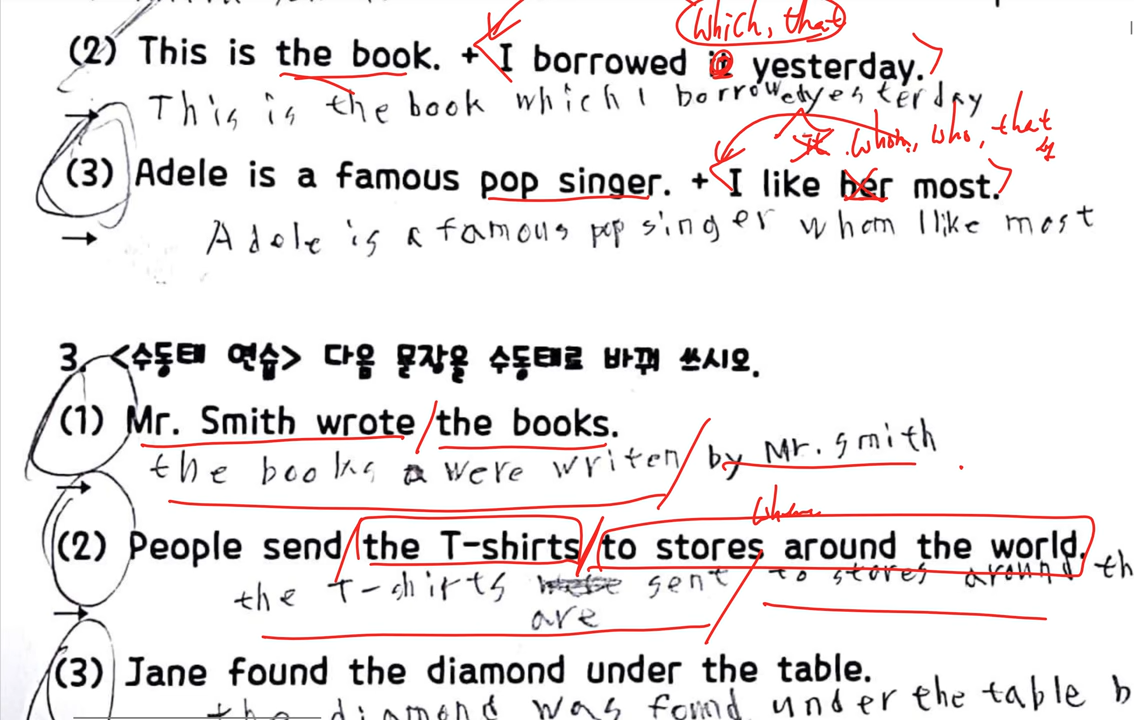 which, that
(2) This is the book. + I borrowed it yesterday.
→ This is the book which I borrowed yesterday
it whom, who, that
(3) Adele is a famous pop singer. + I like her most.
→ Adele is a famous pop singer whom I like most
3. <수동태 연습> 다음 문장을 수동태로 바꿔 쓰시오.
(1) Mr. Smith wrote the books.
→ the books were writen by Mr. smith
(2) People send the T-shirts to stores around the world.
→ the T-shirts sent to stores around th
are
(3) Jane found the diamond under the table.
the diamond was found under the table b